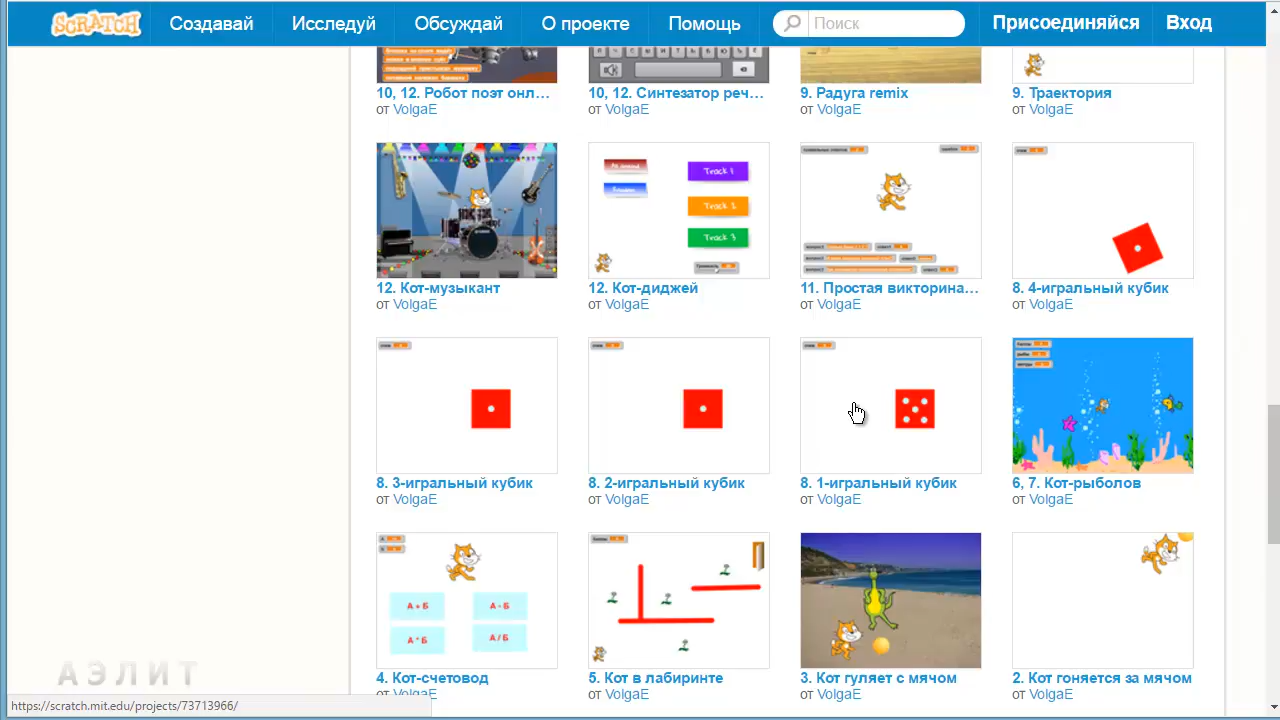 SCRATCH Создавай Исследуй Обсуждай О проекте Помощь Поиск Присоединяйся Вход
10, 12. Робот поэт онл... 10, 12. Синтезатор реч... 9. Радуга remix 9. Траектория
от VolgaE от VolgaE от VolgaE от VolgaE
Track 1
Track 2
Track 3
12. Кот-музыкант 12. Кот-диджей 11. Простая викторина... 8. 4-игральный кубик
от VolgaE от VolgaE от VolgaE от VolgaE
8. 3-игральный кубик 8. 2-игральный кубик 8. 1-игральный кубик 6, 7. Кот-рыболов
от VolgaE от VolgaE от VolgaE от VolgaE
А + Б А - Б
А * Б А / Б
4. Кот-счетовод 5. Кот в лабиринте 3. Кот гуляет с мячом 2. Кот гоняется за мячом
от VolgaE от VolgaE от VolgaE от VolgaE
АЭЛИТ
https://scratch.mit.edu/projects/73713966/